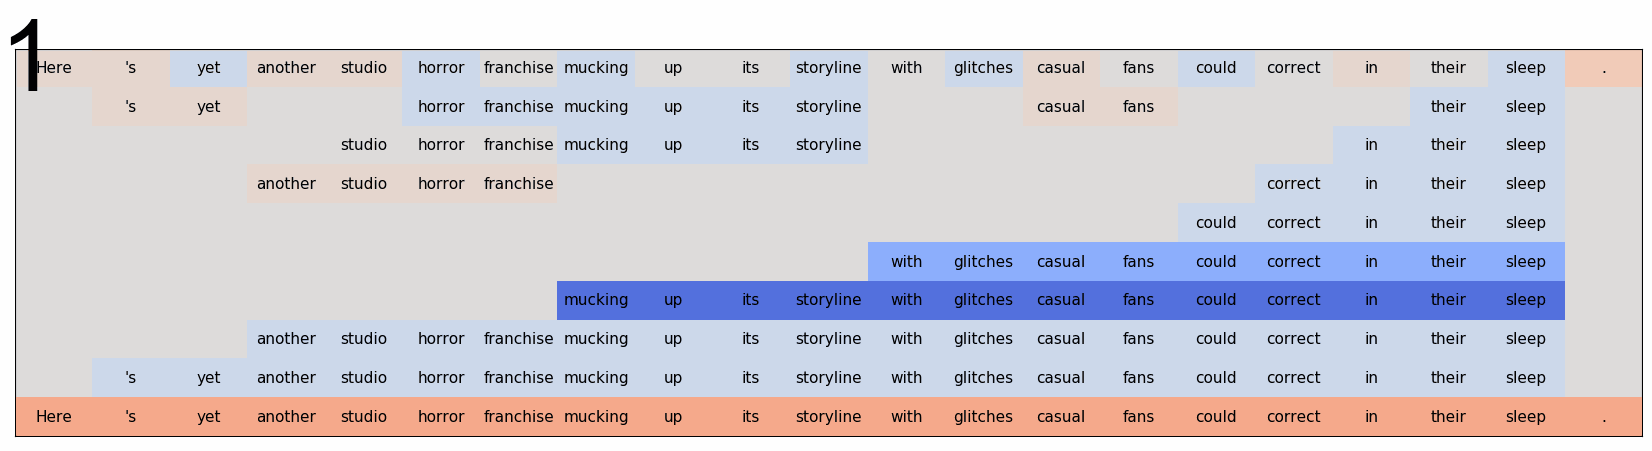 1
Here 's yet another studio horror franchise mucking up its storyline with glitches casual fans could correct in their sleep .
's yet horror franchise mucking up its storyline casual fans their sleep
studio horror franchise mucking up its storyline in their sleep
another studio horror franchise correct in their sleep
could correct in their sleep
with glitches casual fans could correct in their sleep
mucking up its storyline with glitches casual fans could correct in their sleep
another studio horror franchise mucking up its storyline with glitches casual fans could correct in their sleep
's yet another studio horror franchise mucking up its storyline with glitches casual fans could correct in their sleep
Here 's yet another studio horror franchise mucking up its storyline with glitches casual fans could correct in their sleep .